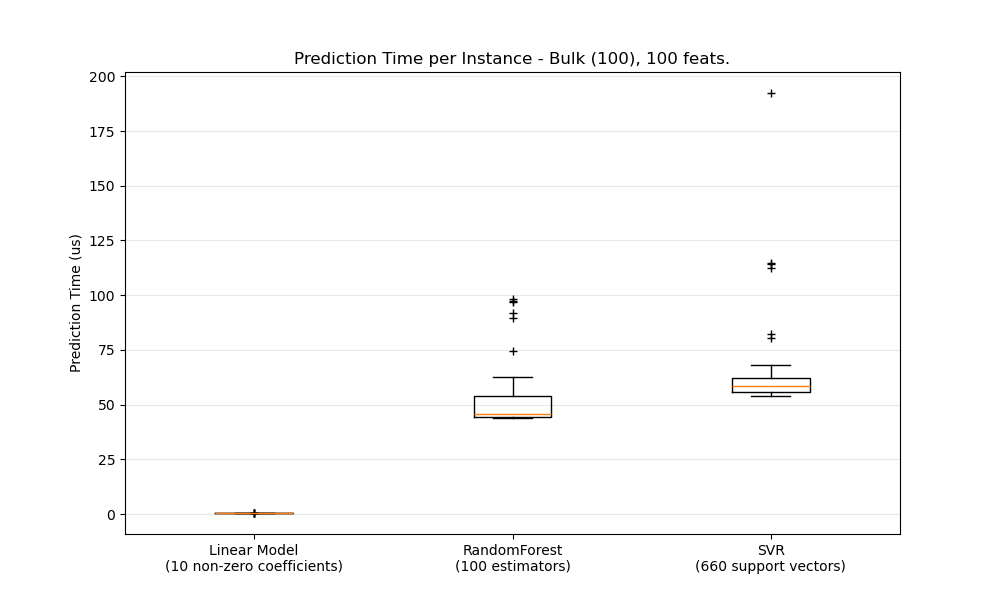 Prediction Time per Instance - Bulk (100), 100 feats.
200
175
150
125
100
75
50
25
0
Prediction Time (us)
Linear Model
(10 non-zero coefficients)
RandomForest
(100 estimators)
SVR
(660 support vectors)